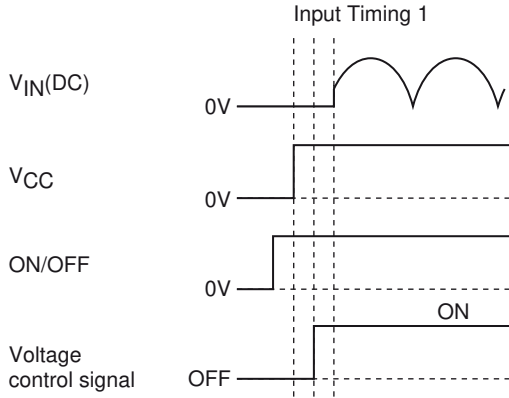 Input Timing 1
VIN(DC)
0V
VCC
0V
ON/OFF
0V
ON
Voltage
control signal
OFF